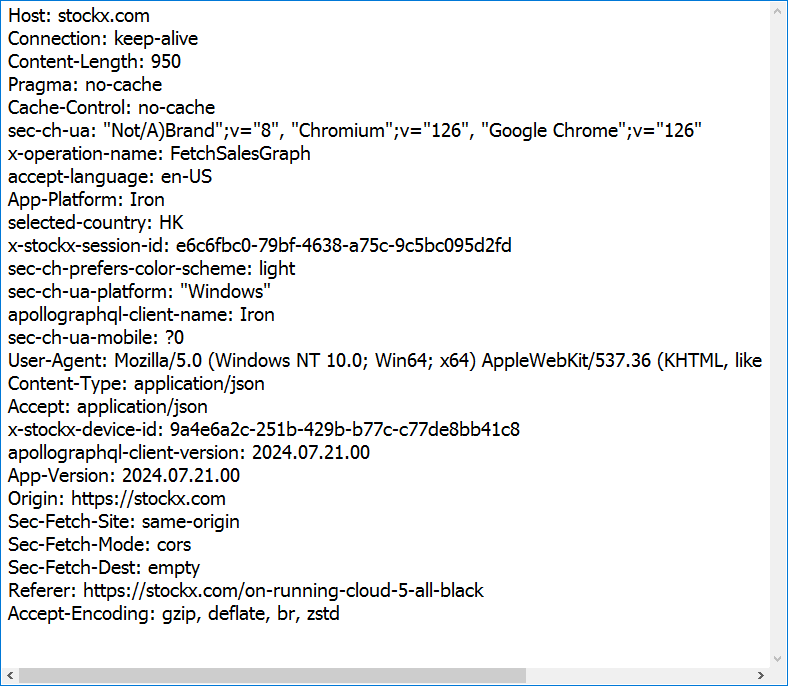 Host: stockx.com
Connection: keep-alive
Content-Length: 950
Pragma: no-cache
Cache-Control: no-cache
sec-ch-ua: "Not/A)Brand";v="8", "Chromium";v="126", "Google Chrome";v="126"
x-operation-name: FetchSalesGraph
accept-language: en-US
App-Platform: Iron
selected-country: HK
x-stockx-session-id: e6c6fbc0-79bf-4638-a75c-9c5bc095d2fd
sec-ch-prefers-color-scheme: light
sec-ch-ua-platform: "Windows"
apollographql-client-name: Iron
sec-ch-ua-mobile: ?0
User-Agent: Mozilla/5.0 (Windows NT 10.0; Win64; x64) AppleWebKit/537.36 (KHTML, like
Content-Type: application/json
Accept: application/json
x-stockx-device-id: 9a4e6a2c-251b-429b-b77c-c77de8bb41c8
apollographql-client-version: 2024.07.21.00
App-Version: 2024.07.21.00
Origin: https://stockx.com
Sec-Fetch-Site: same-origin
Sec-Fetch-Mode: cors
Sec-Fetch-Dest: empty
Referer: https://stockx.com/on-running-cloud-5-all-black
Accept-Encoding: gzip, deflate, br, zstd